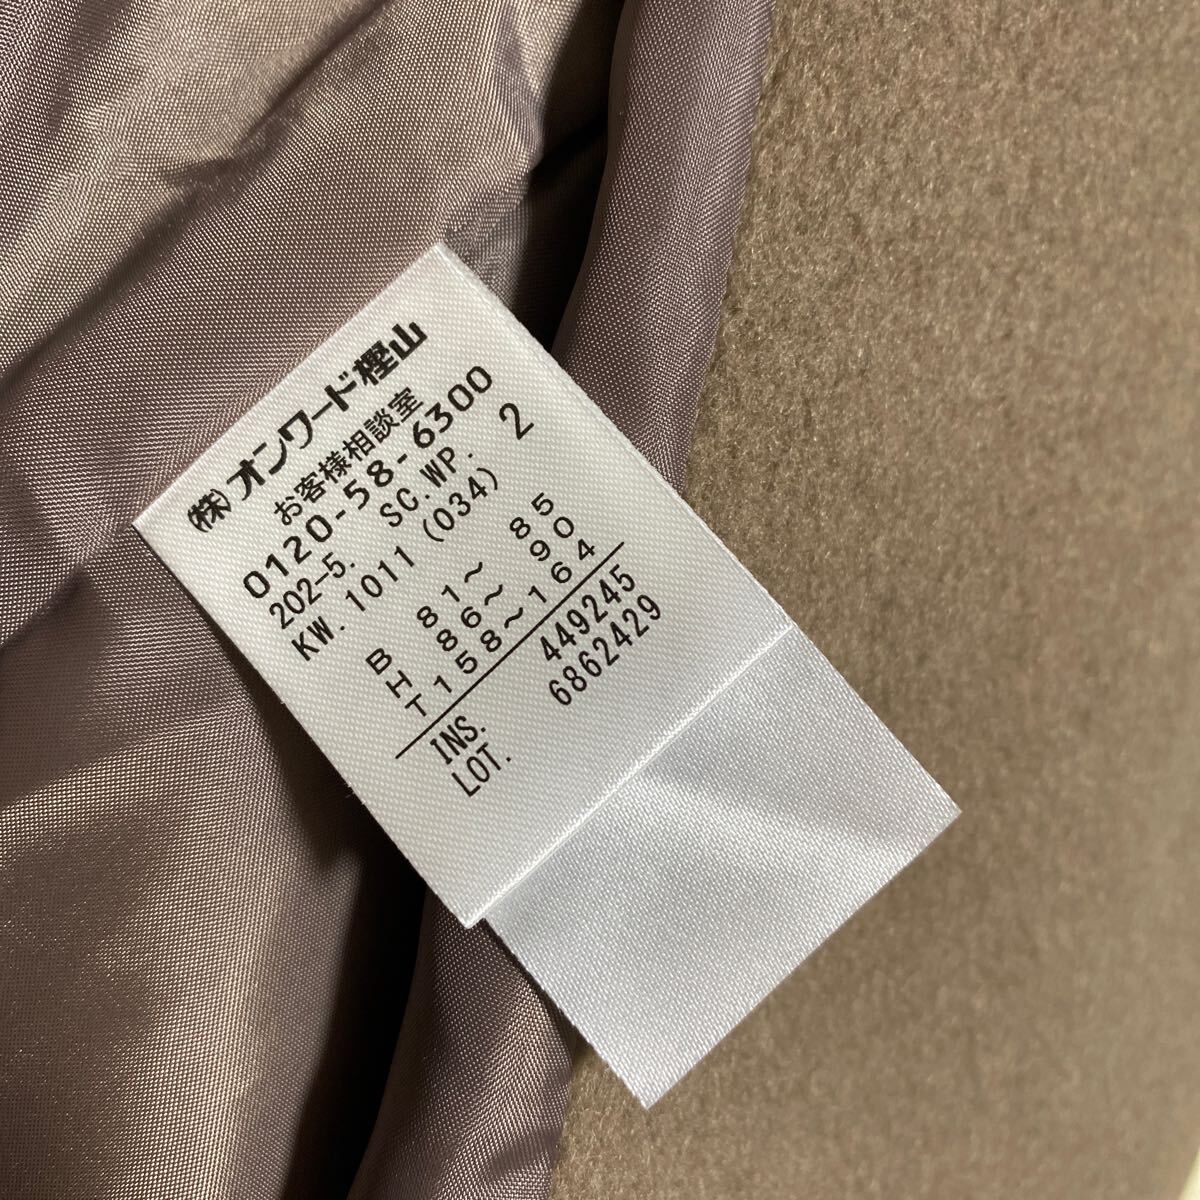 ㈱オンワード樫山
お客様相談室
0120-58-6300
202-5. SC.WP. 2
KW.1011(034)
B 81～ 85
H 86～ 90
T158～164
INS. 449245
LOT. 6862429